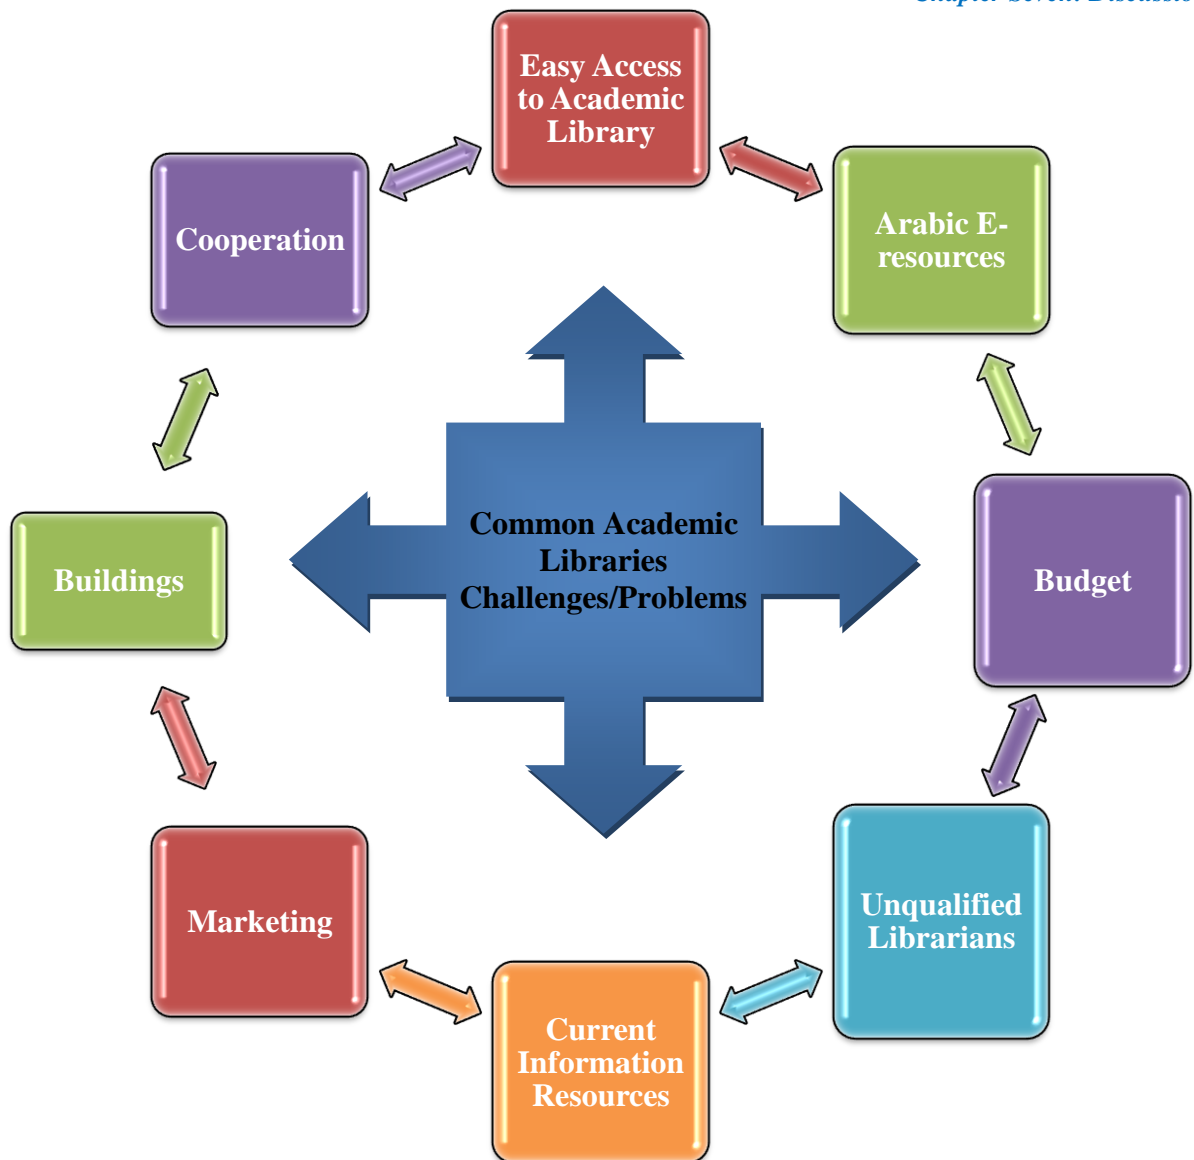 Easy Access
to Academic
Library
Cooperation
Arabic E-
resources
Common Academic
Libraries
Challenges/Problems
Buildings
Budget
Marketing
Unqualified
Librarians
Current
Information
Resources